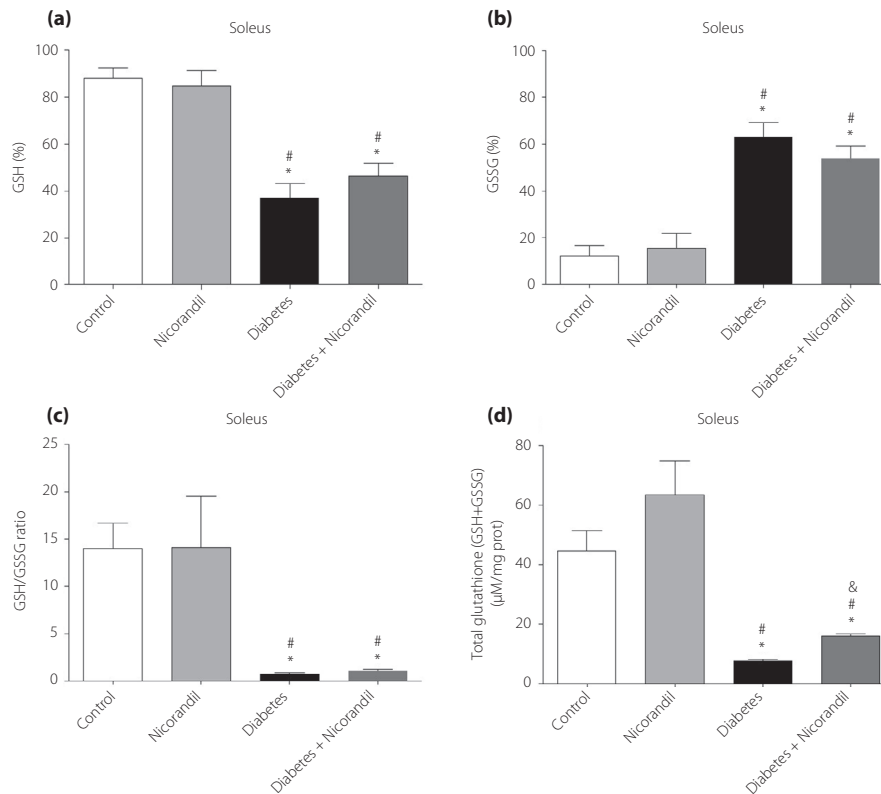 (a)
Soleus
GSH (%)
100
80
60
40
20
0
#
*
#
*
Control
Nicorandil
Diabetes
Diabetes + Nicorandil
(b)
Soleus
GSSG (%)
100
80
60
40
20
0
#
*
#
*
Control
Nicorandil
Diabetes
Diabetes + Nicorandil
(c)
Soleus
GSH/GSSG ratio
25
20
15
10
5
0
#
*
#
*
Control
Nicorandil
Diabetes
Diabetes + Nicorandil
(d)
Soleus
Total glutathione (GSH+GSSG)
(µM/mg prot)
80
60
40
20
0
#
*
&
#
*
Control
Nicorandil
Diabetes
Diabetes + Nicorandil